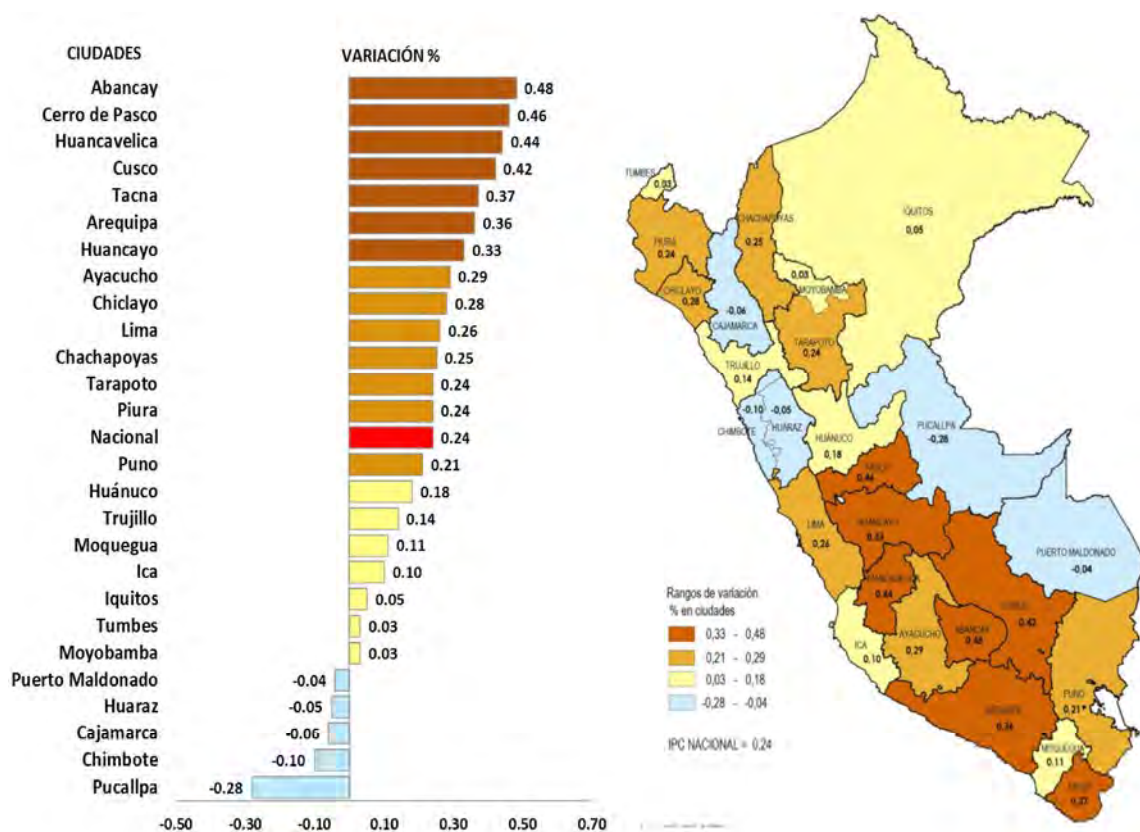 CIUDADES VARIACIÓN %
Abancay 0.48
Cerro de Pasco 0.46
Huancavelica 0.44
Cusco 0.42
Tacna 0.37
Arequipa 0.36
Huancayo 0.33
Ayacucho 0.29
Chiclayo 0.28
Lima 0.26
Chachapoyas 0.25
Tarapoto 0.24
Piura 0.24
Nacional 0.24
Puno 0.21
Huánuco 0.18
Trujillo 0.14
Moquegua 0.11
Ica 0.10
Iquitos 0.05
Tumbes 0.03
Moyobamba 0.03
Puerto Maldonado -0.04
Huaraz -0.05
Cajamarca -0.06
Chimbote -0.10
Pucallpa -0.28
-0.50 -0.30 -0.10 0.10 0.30 0.50 0.70
TUMBES
0,03
PIURA
0,24
CHICLAYO
0,28
CHACHAPOYAS
0,25
IQUITOS
0,05
0,03
MOYOBAMBA
-0,06
CAJAMARCA
TARAPOTO
0,24
TRUJILLO
0,14
-0,10 -0,05
CHIMBOTE HUARAZ
HUÁNUCO
0,18
PUCALLPA
-0,28
0,46
LIMA
0,26
HUANCAYO
0,33
PUERTO MALDONADO
-0,04
0,44
0,42
AYACUCHO
0,29
ABANCAY
0,48
ICA
0,10
PUNO
0,21*
0,36
MOQUEGUA
0,11
0,37
Rangos de variación
% en ciudades
0,33 - 0,48
0,21 - 0,29
0,03 - 0,18
-0,28 - -0,04
IPC NACIONAL = 0,24